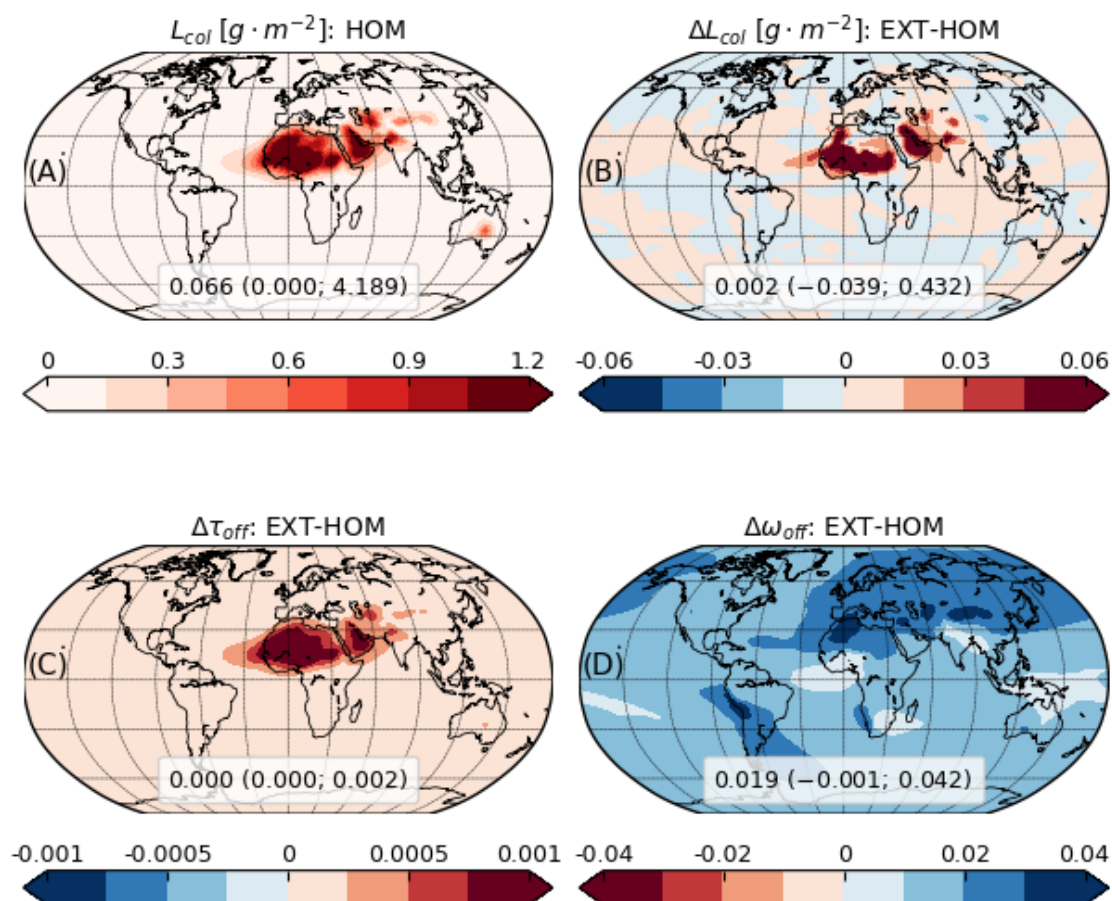 L_col [g · m⁻²]: HOM
(A)
0.066 (0.000; 4.189)
0 0.3 0.6 0.9 1.2
ΔL_col [g · m⁻²]: EXT-HOM
(B)
0.002 (−0.039; 0.432)
-0.06 -0.03 0 0.03 0.06
Δτ_off: EXT-HOM
(C)
0.000 (0.000; 0.002)
-0.001 -0.0005 0 0.0005 0.001
Δω_off: EXT-HOM
(D)
0.019 (−0.001; 0.042)
-0.04 -0.02 0 0.02 0.04